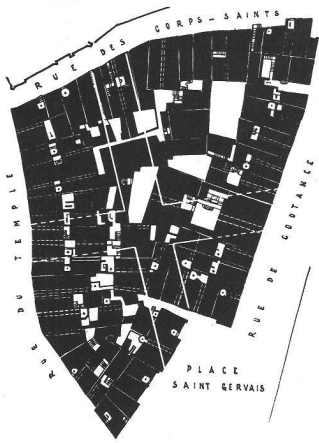 RUE DES CORPS-SAINTS
RUE DU TEMPLE
RUE DE COUTANCE
PLACE
SAINT GERVAIS